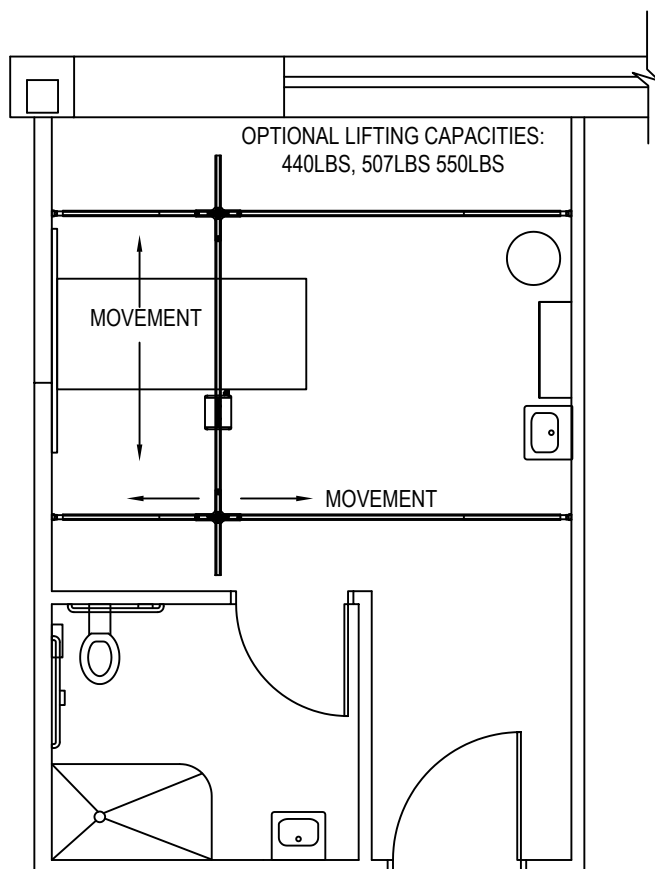 OPTIONAL LIFTING CAPACITIES:
440LBS, 507LBS 550LBS
MOVEMENT
MOVEMENT